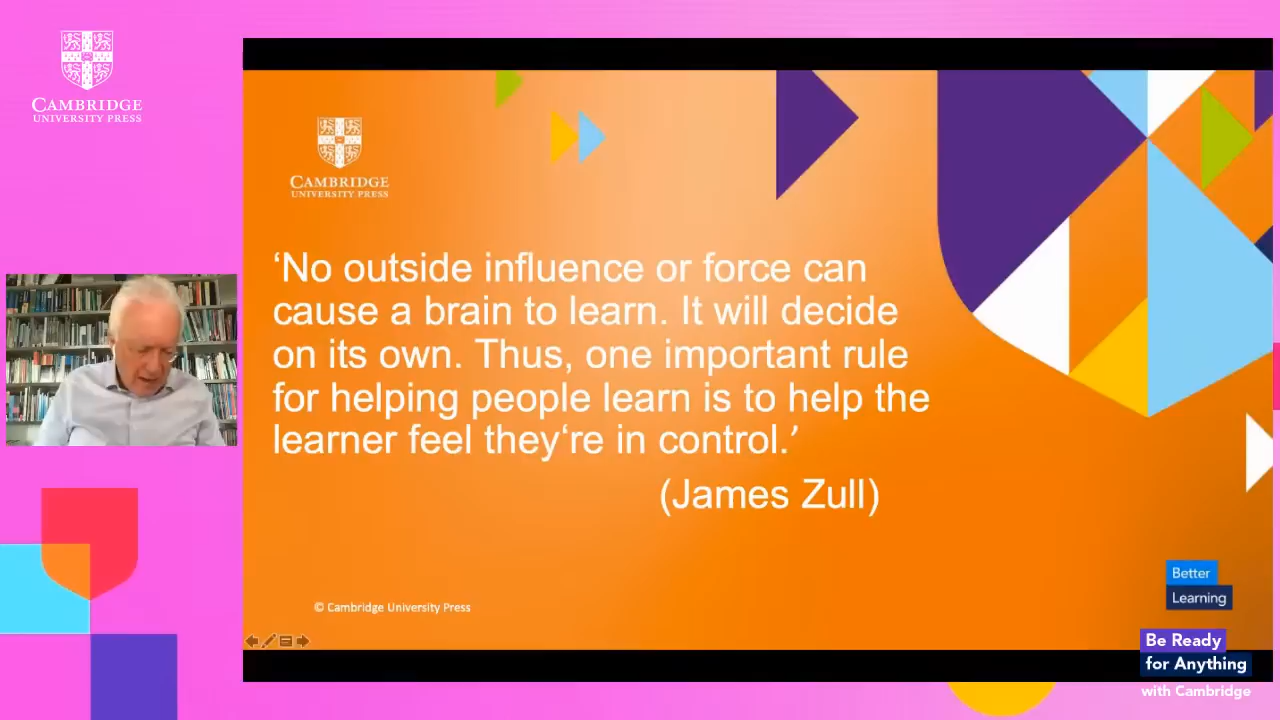 CAMBRIDGE
UNIVERSITY PRESS
CAMBRIDGE
UNIVERSITY PRESS
‘No outside influence or force can
cause a brain to learn. It will decide
on its own. Thus, one important rule
for helping people learn is to help the
learner feel they‘re in control.’
(James Zull)
© Cambridge University Press
Better
Learning
Be Ready
for Anything
with Cambridge